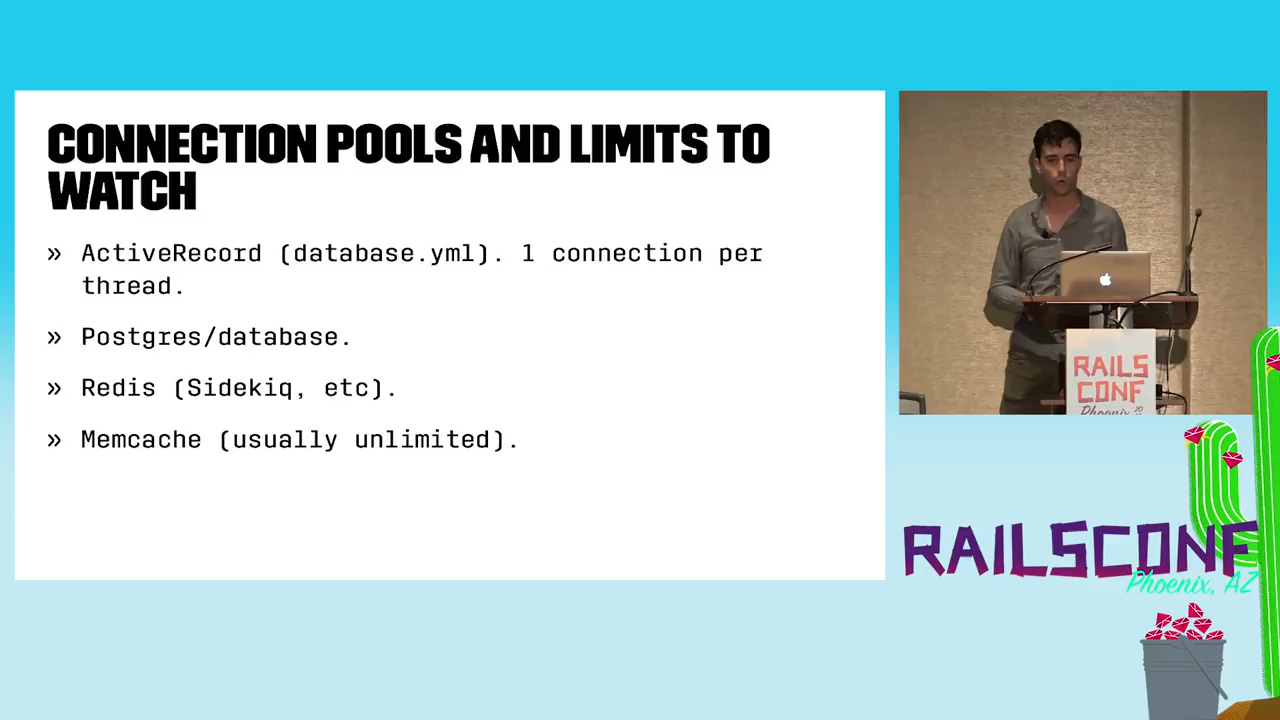 CONNECTION POOLS AND LIMITS TO
WATCH
» ActiveRecord (database.yml). 1 connection per
thread.
» Postgres/database.
» Redis (Sidekiq, etc).
» Memcache (usually unlimited).
RAILS
CONF
Phoenix
RAILSCONF
Phoenix, AZ